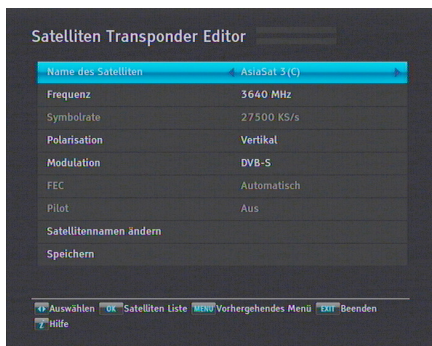 Satelliten Transponder Editor
Name des Satelliten AsiaSat 3(C)
Frequenz 3640 MHz
Symbolrate 27500 KS/s
Polarisation Vertikal
Modulation DVB-S
FEC Automatisch
Pilot Aus
Satellitennamen ändern
Speichern
Auswählen OK Satelliten Liste MENU Vorhergehendes Menü EXIT Beenden
? Hilfe